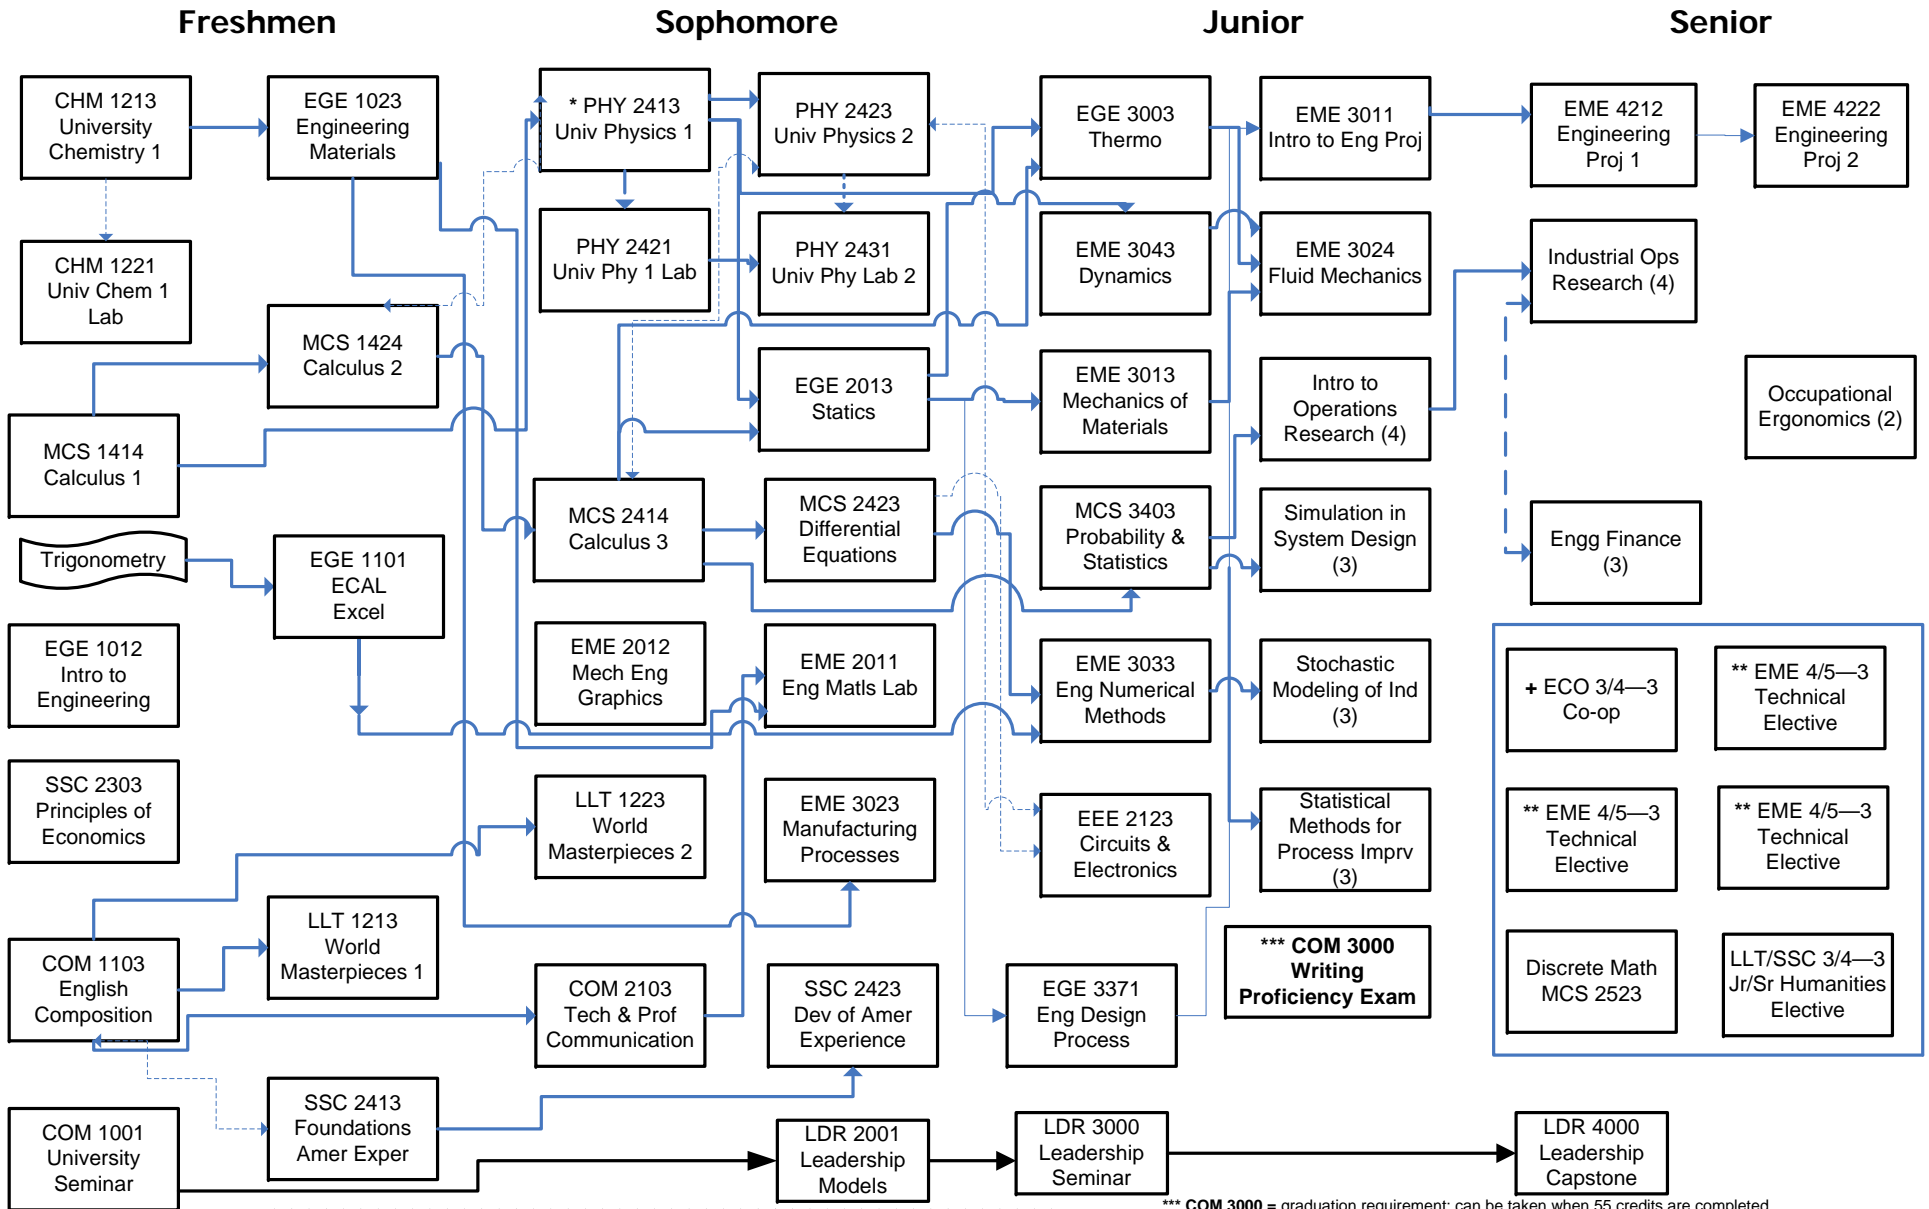 Freshmen
Sophomore
Junior
Senior
CHM 1213
University
Chemistry 1
EGE 1023
Engineering
Materials
* PHY 2413
Univ Physics 1
PHY 2423
Univ Physics 2
EGE 3003
Thermo
EME 3011
Intro to Eng Proj
EME 4212
Engineering
Proj 1
EME 4222
Engineering
Proj 2
CHM 1221
Univ Chem 1
Lab
PHY 2421
Univ Phy 1 Lab
PHY 2431
Univ Phy Lab 2
EME 3043
Dynamics
EME 3024
Fluid Mechanics
Industrial Ops
Research (4)
MCS 1424
Calculus 2
EGE 2013
Statics
EME 3013
Mechanics of
Materials
Intro to
Operations
Research (4)
Occupational
Ergonomics (2)
MCS 1414
Calculus 1
MCS 2414
Calculus 3
MCS 2423
Differential
Equations
MCS 3403
Probability &
Statistics
Simulation in
System Design
(3)
Engg Finance
(3)
Trigonometry
EGE 1101
ECAL
Excel
EGE 1012
Intro to
Engineering
EME 2012
Mech Eng
Graphics
EME 2011
Eng Matls Lab
EME 3033
Eng Numerical
Methods
Stochastic
Modeling of Ind
(3)
+ ECO 3/4—3
Co-op
** EME 4/5—3
Technical
Elective
SSC 2303
Principles of
Economics
LLT 1223
World
Masterpieces 2
EME 3023
Manufacturing
Processes
EEE 2123
Circuits &
Electronics
Statistical
Methods for
Process Imprv
(3)
** EME 4/5—3
Technical
Elective
** EME 4/5—3
Technical
Elective
COM 1103
English
Composition
LLT 1213
World
Masterpieces 1
COM 2103
Tech & Prof
Communication
SSC 2423
Dev of Amer
Experience
EGE 3371
Eng Design
Process
*** COM 3000
Writing
Proficiency Exam
Discrete Math
MCS 2523
LLT/SSC 3/4—3
Jr/Sr Humanities
Elective
COM 1001
University
Seminar
SSC 2413
Foundations
Amer Exper
LDR 2001
Leadership
Models
LDR 3000
Leadership
Seminar
LDR 4000
Leadership
Capstone
*** COM 3000 = graduation requirement; can be taken when 55 credits are completed